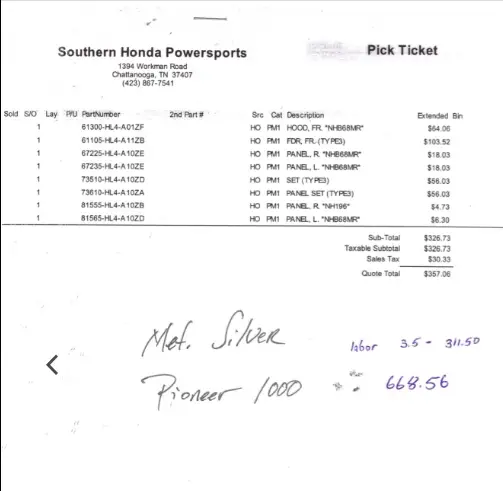 Southern Honda Powersports
Pick Ticket
1394 Workman Road
Chattanooga, TN 37407
(423) 867-7541
Sold S/O Lay P/U PartNumber 2nd Part # Src Cat Description Extended Bin
1 61300-HL4-A01ZF HO PM1 HOOD, FR. *NHB68MR* $64.06
1 61105-HL4-A11ZB HO PM1 FDR, FR. (TYPE3) $103.52
1 67225-HL4-A10ZE HO PM1 PANEL, R. *NHB68MR* $18.03
1 67235-HL4-A10ZE HO PM1 PANEL, L. *NHB68MR* $18.03
1 73510-HL4-A10ZD HO PM1 SET (TYPE3) $56.03
1 73610-HL4-A10ZA HO PM1 PANEL SET (TYPE3) $56.03
1 81555-HL4-A10ZB HO PM1 PANEL, R. *NH196* $4.73
1 81565-HL4-A10ZD HO PM1 PANEL, L. *NHB68MR* $6.30
Sub-Total $326.73
Taxable Subtotal $326.73
Sales Tax $30.33
Quote Total $357.06
Met. Silver
labor 3.5 - 311.50
Pioneer 1000
668.56